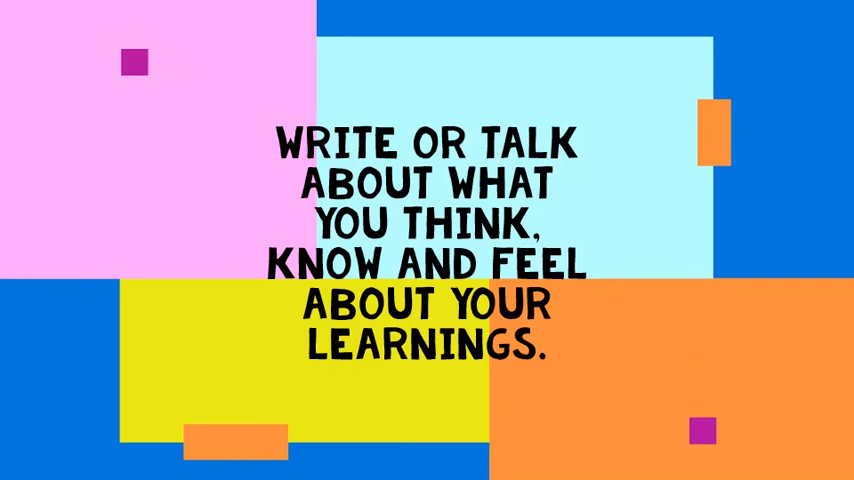 WRITE OR TALK
ABOUT WHAT
YOU THINK,
KNOW AND FEEL
ABOUT YOUR
LEARNINGS.